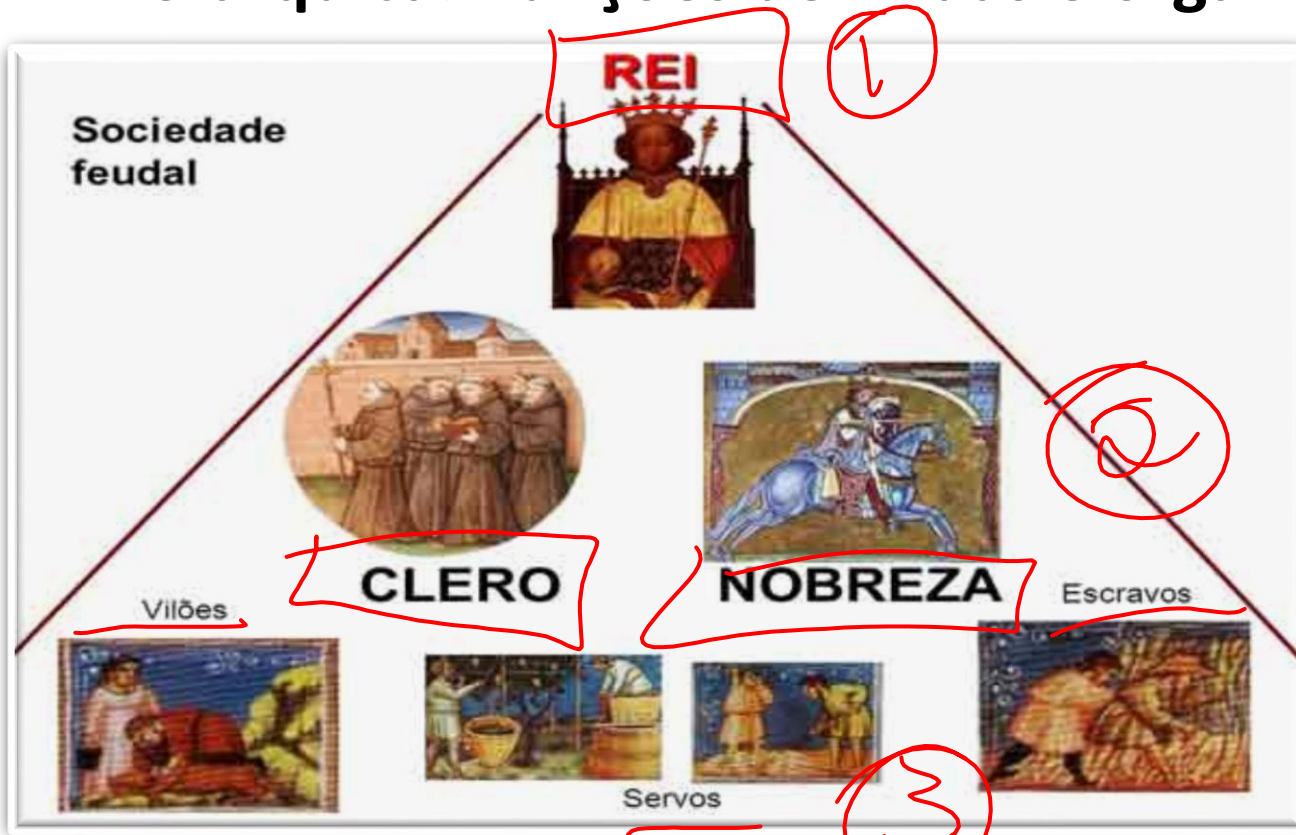 REI
1
Sociedade
feudal
2
CLERO
NOBREZA
Vilões
Escravos
Servos
3